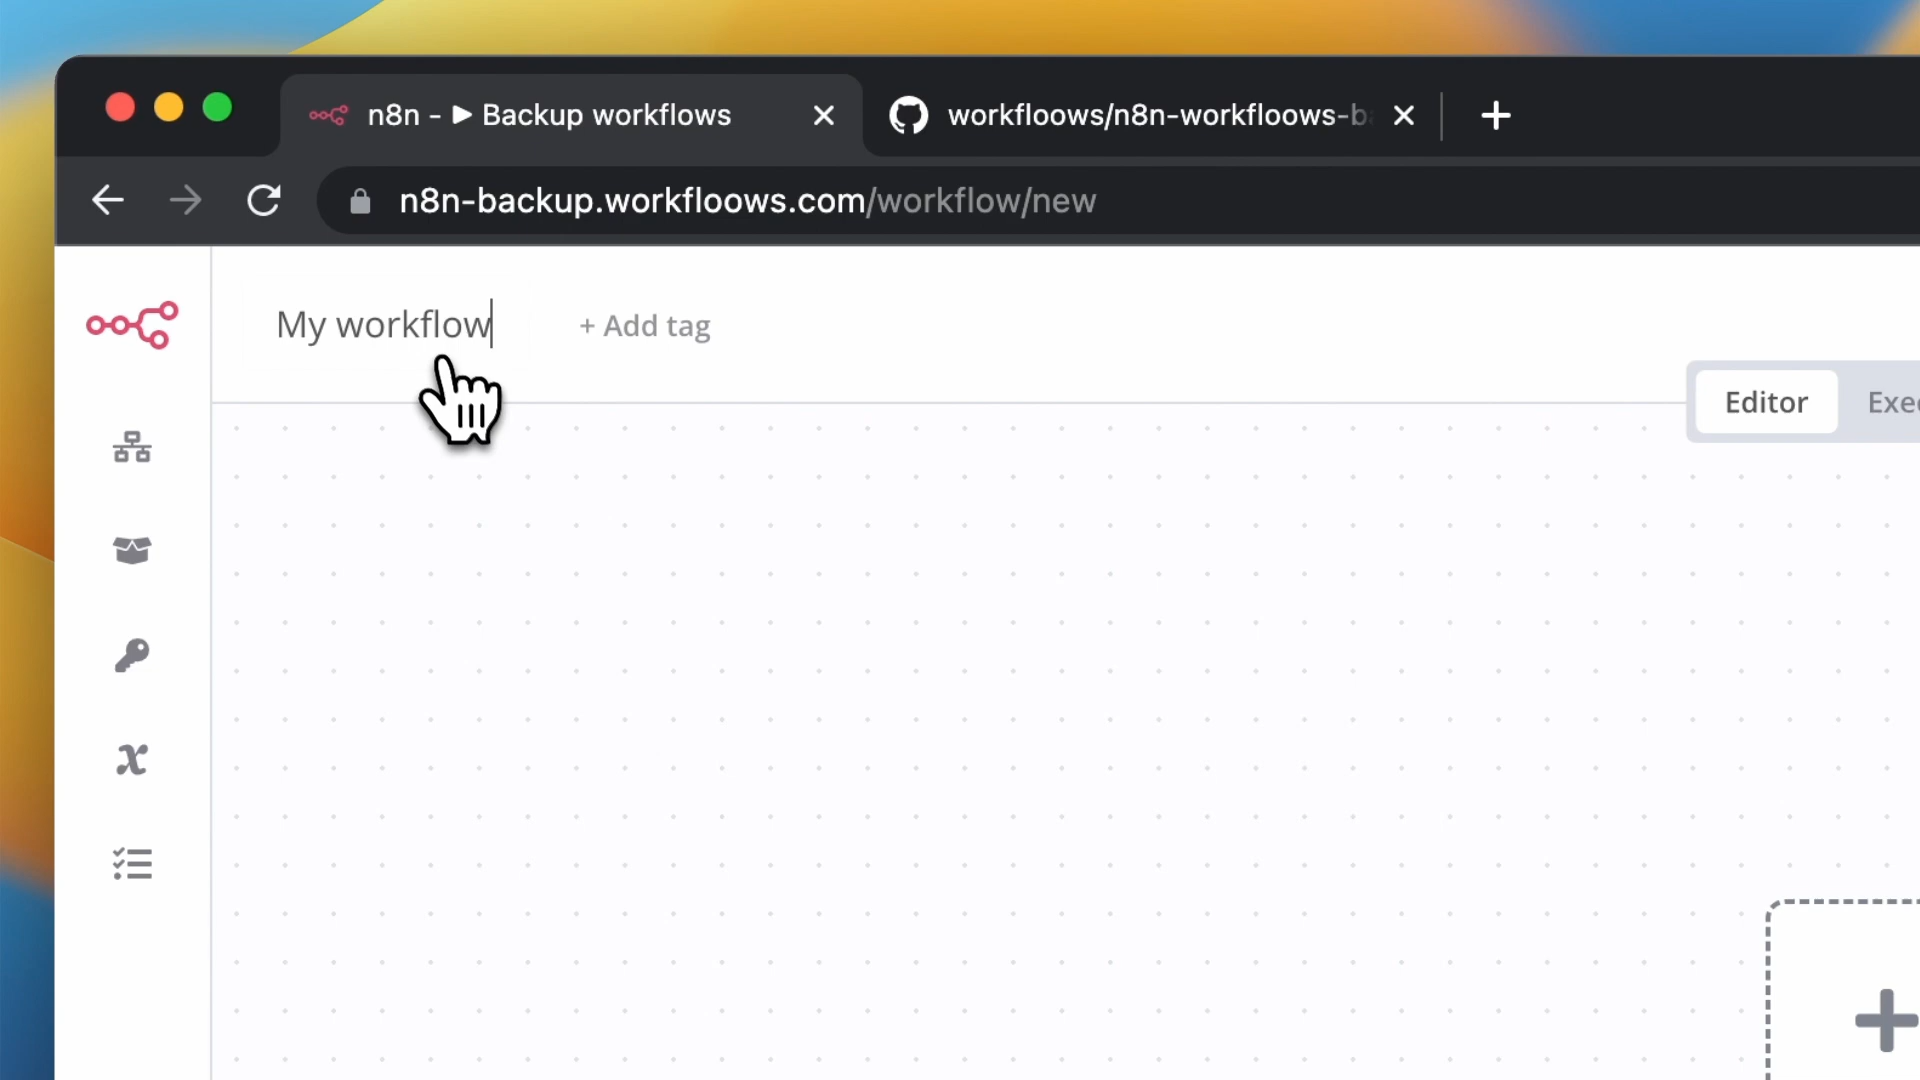 n8n - ▶ Backup workflows
workfloows/n8n-workfloows-b
n8n-backup.workfloows.com/workflow/new
My workflow
+ Add tag
Editor
Exe